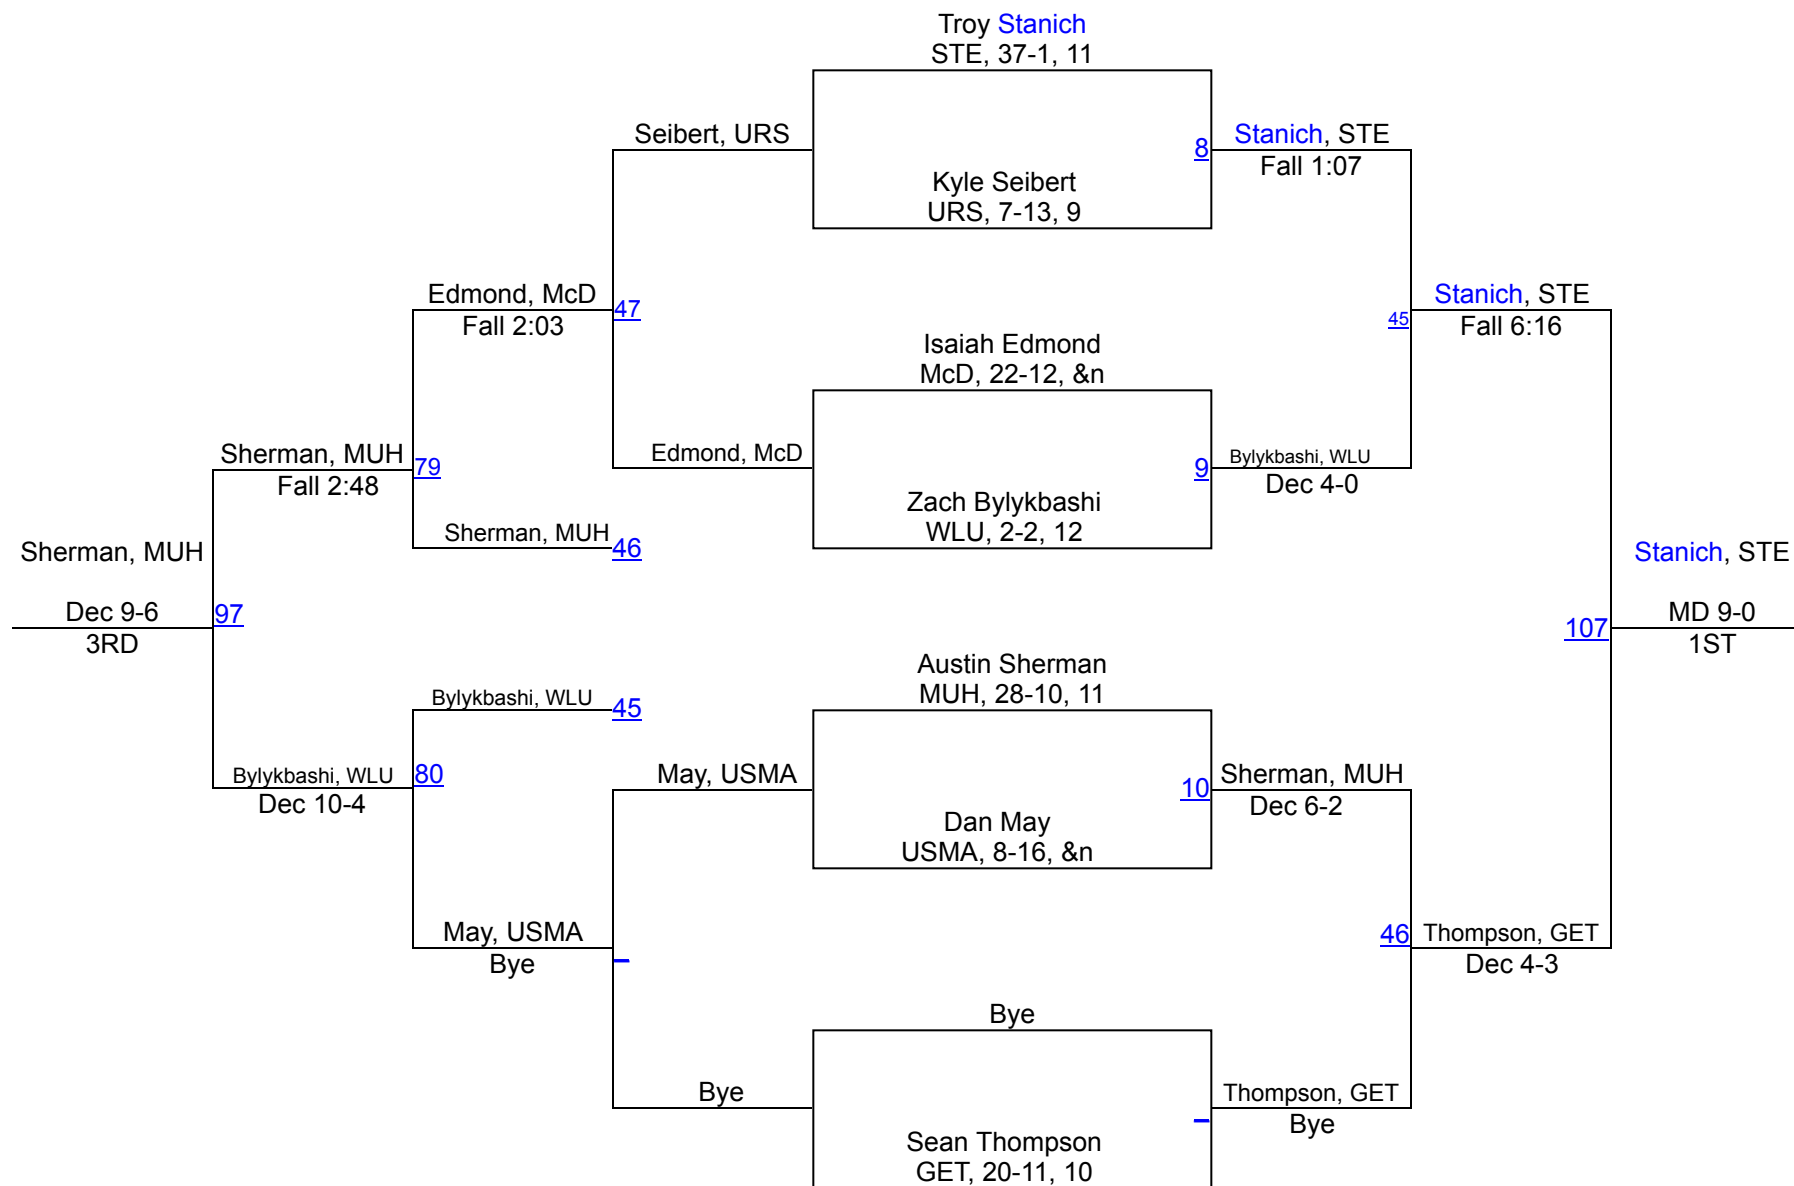 Troy Stanich
STE, 37-1, 11
Seibert, URS
8
Stanich, STE
Fall 1:07
Kyle Seibert
URS, 7-13, 9
Edmond, McD
Fall 2:03
47
45
Stanich, STE
Fall 6:16
Isaiah Edmond
McD, 22-12, &n
Sherman, MUH
Fall 2:48
79
Edmond, McD
9
Bylykbashi, WLU
Dec 4-0
Zach Bylykbashi
WLU, 2-2, 12
Sherman, MUH
46
Sherman, MUH
Dec 9-6
3RD
97
Stanich, STE
107
MD 9-0
1ST
Austin Sherman
MUH, 28-10, 11
Bylykbashi, WLU
45
Bylykbashi, WLU
Dec 10-4
80
May, USMA
10
Sherman, MUH
Dec 6-2
Dan May
USMA, 8-16, &n
May, USMA
Bye
46
Thompson, GET
Dec 4-3
Bye
Bye
Thompson, GET
Bye
Sean Thompson
GET, 20-11, 10